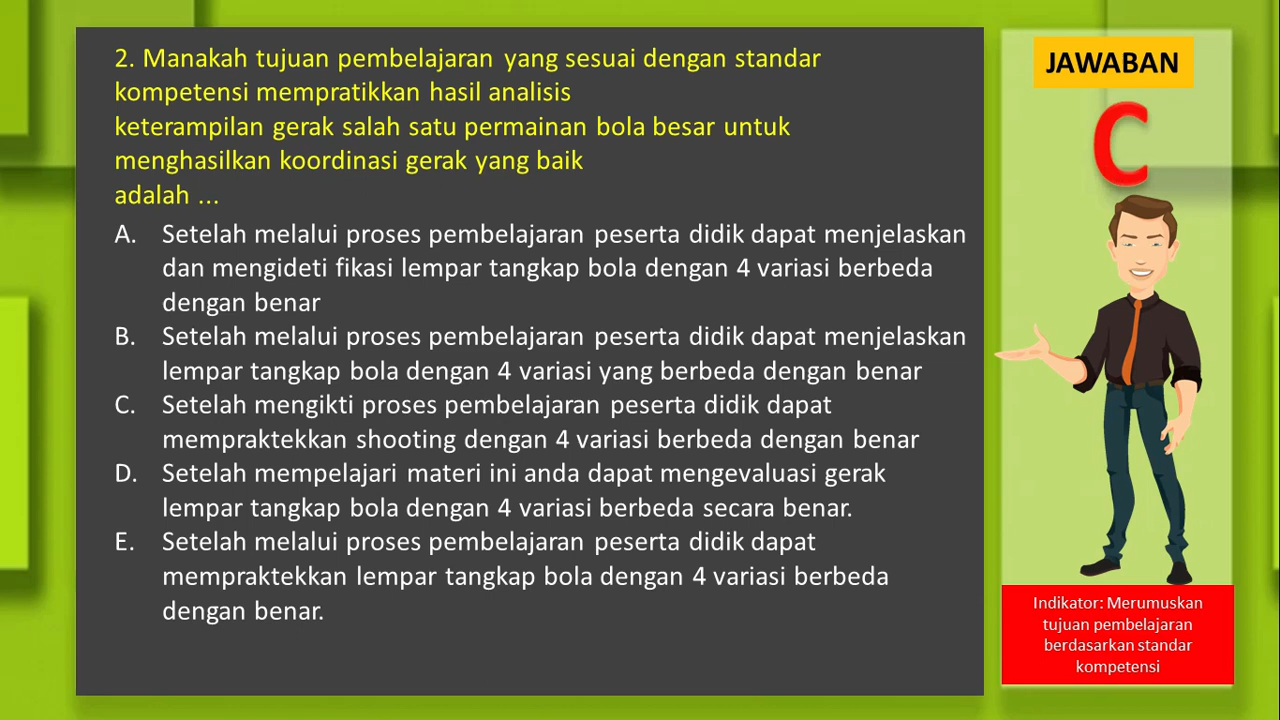 2. Manakah tujuan pembelajaran yang sesuai dengan standar
kompetensi mempratikkan hasil analisis
keterampilan gerak salah satu permainan bola besar untuk
menghasilkan koordinasi gerak yang baik
adalah ...
A. Setelah melalui proses pembelajaran peserta didik dapat menjelaskan
dan mengideti fikasi lempar tangkap bola dengan 4 variasi berbeda
dengan benar
B. Setelah melalui proses pembelajaran peserta didik dapat menjelaskan
lempar tangkap bola dengan 4 variasi yang berbeda dengan benar
C. Setelah mengikti proses pembelajaran peserta didik dapat
mempraktekkan shooting dengan 4 variasi berbeda dengan benar
D. Setelah mempelajari materi ini anda dapat mengevaluasi gerak
lempar tangkap bola dengan 4 variasi berbeda secara benar.
E. Setelah melalui proses pembelajaran peserta didik dapat
mempraktekkan lempar tangkap bola dengan 4 variasi berbeda
dengan benar.
JAWABAN
C
Indikator: Merumuskan
tujuan pembelajaran
berdasarkan standar
kompetensi